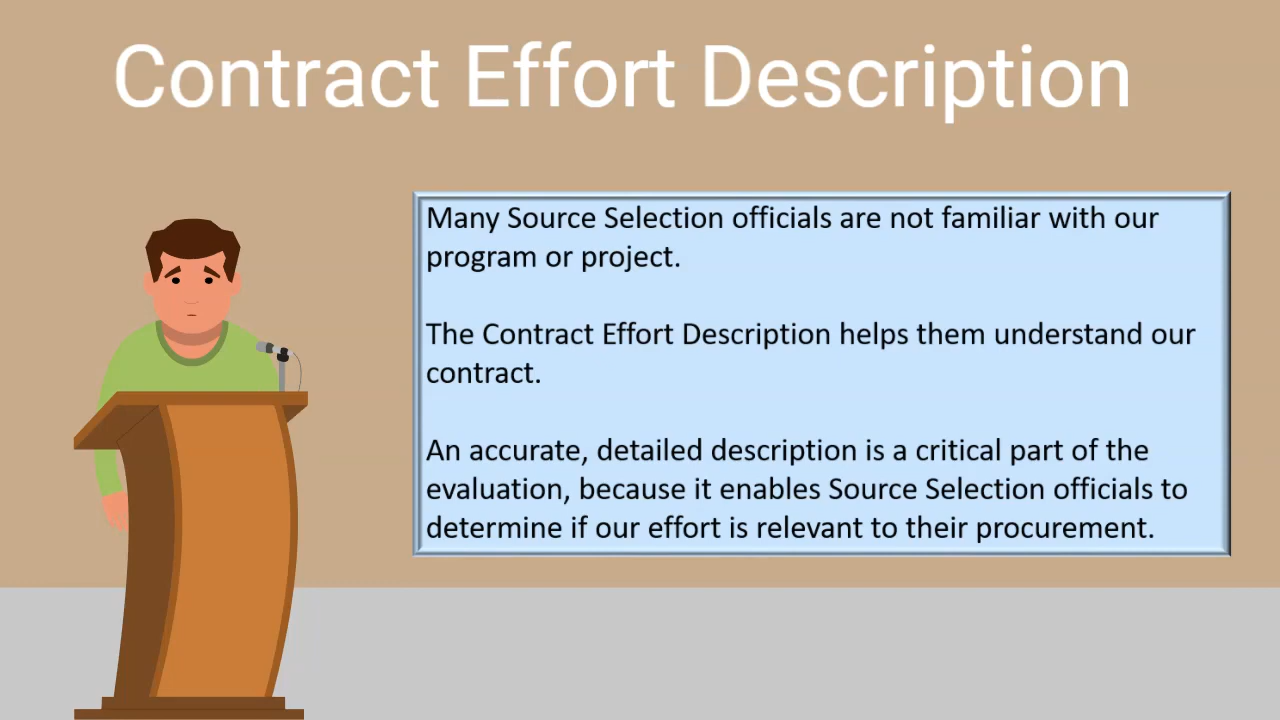 Contract Effort Description
Many Source Selection officials are not familiar with our
program or project.
The Contract Effort Description helps them understand our
contract.
An accurate, detailed description is a critical part of the
evaluation, because it enables Source Selection officials to
determine if our effort is relevant to their procurement.